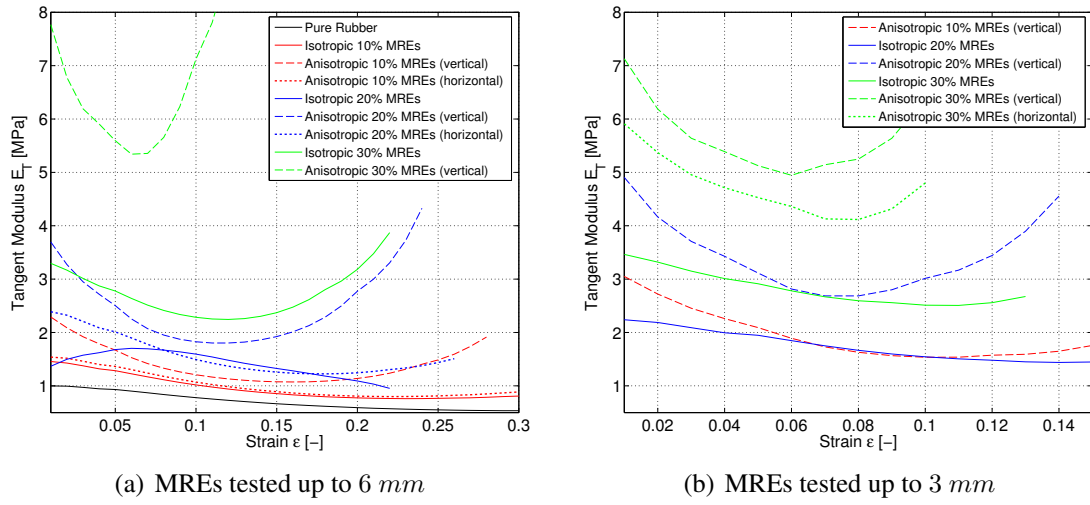 8
7
6
5
4
3
2
1
Tangent Modulus E_T [MPa]
0.05 0.1 0.15 0.2 0.25 0.3
Strain ε [-]
Pure Rubber
Isotropic 10% MREs
Anisotropic 10% MREs (vertical)
Anisotropic 10% MREs (horizontal)
Isotropic 20% MREs
Anisotropic 20% MREs (vertical)
Anisotropic 20% MREs (horizontal)
Isotropic 30% MREs
Anisotropic 30% MREs (vertical)
(a) MREs tested up to 6 mm
8
7
6
5
4
3
2
1
Tangent Modulus E_T [MPa]
0.02 0.04 0.06 0.08 0.1 0.12 0.14
Strain ε [-]
Anisotropic 10% MREs (vertical)
Isotropic 20% MREs
Anisotropic 20% MREs (vertical)
Isotropic 30% MREs
Anisotropic 30% MREs (vertical)
Anisotropic 30% MREs (horizontal)
(b) MREs tested up to 3 mm